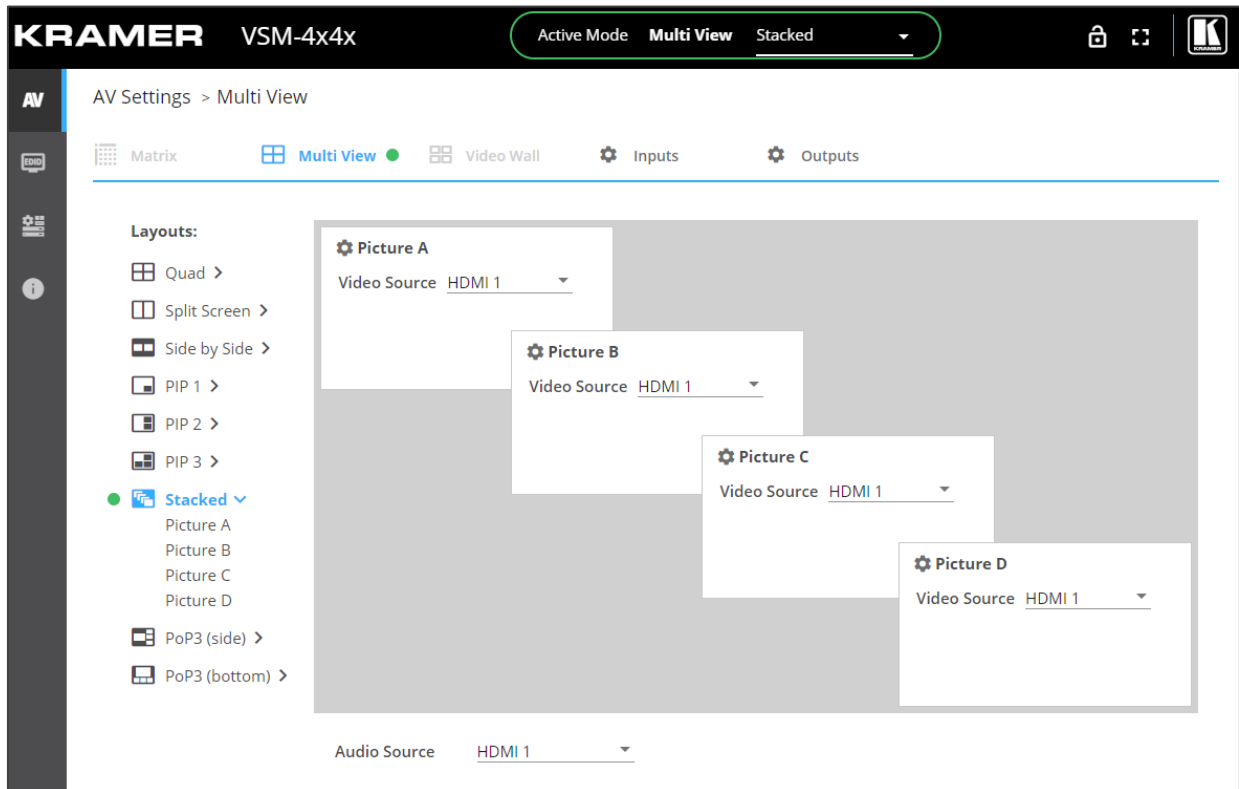 KRAMER VSM-4x4x Active Mode Multi View Stacked
KRAMER
AV
AV Settings > Multi View
EDID
Matrix Multi View Video Wall Inputs Outputs
Layouts:
Quad
Split Screen
Side by Side
PIP 1
PIP 2
PIP 3
Stacked
Picture A
Picture B
Picture C
Picture D
PoP3 (side)
PoP3 (bottom)
Picture A
Video Source HDMI 1
Picture B
Video Source HDMI 1
Picture C
Video Source HDMI 1
Picture D
Video Source HDMI 1
Audio Source HDMI 1